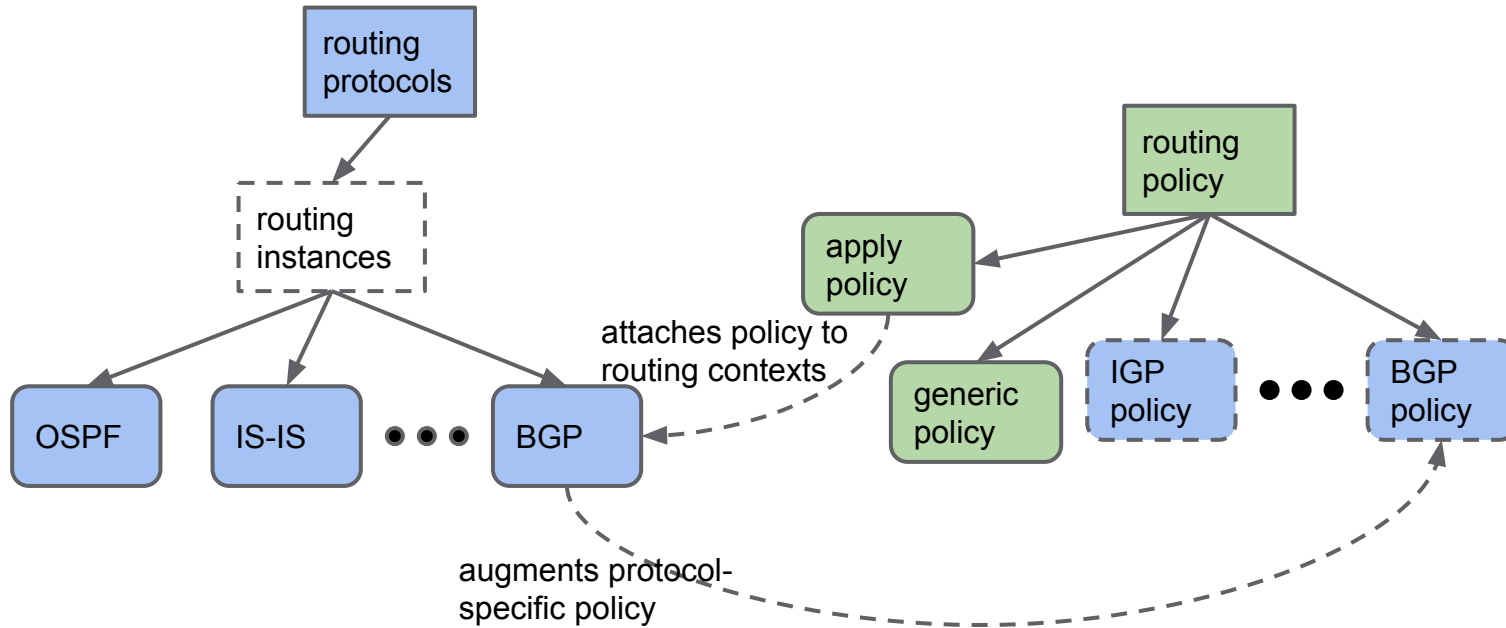 routing
protocols
routing
policy
routing
instances
apply
policy
attaches policy to
routing contexts
OSPF
IS-IS
BGP
generic
policy
IGP
policy
BGP
policy
augments protocol-
specific policy